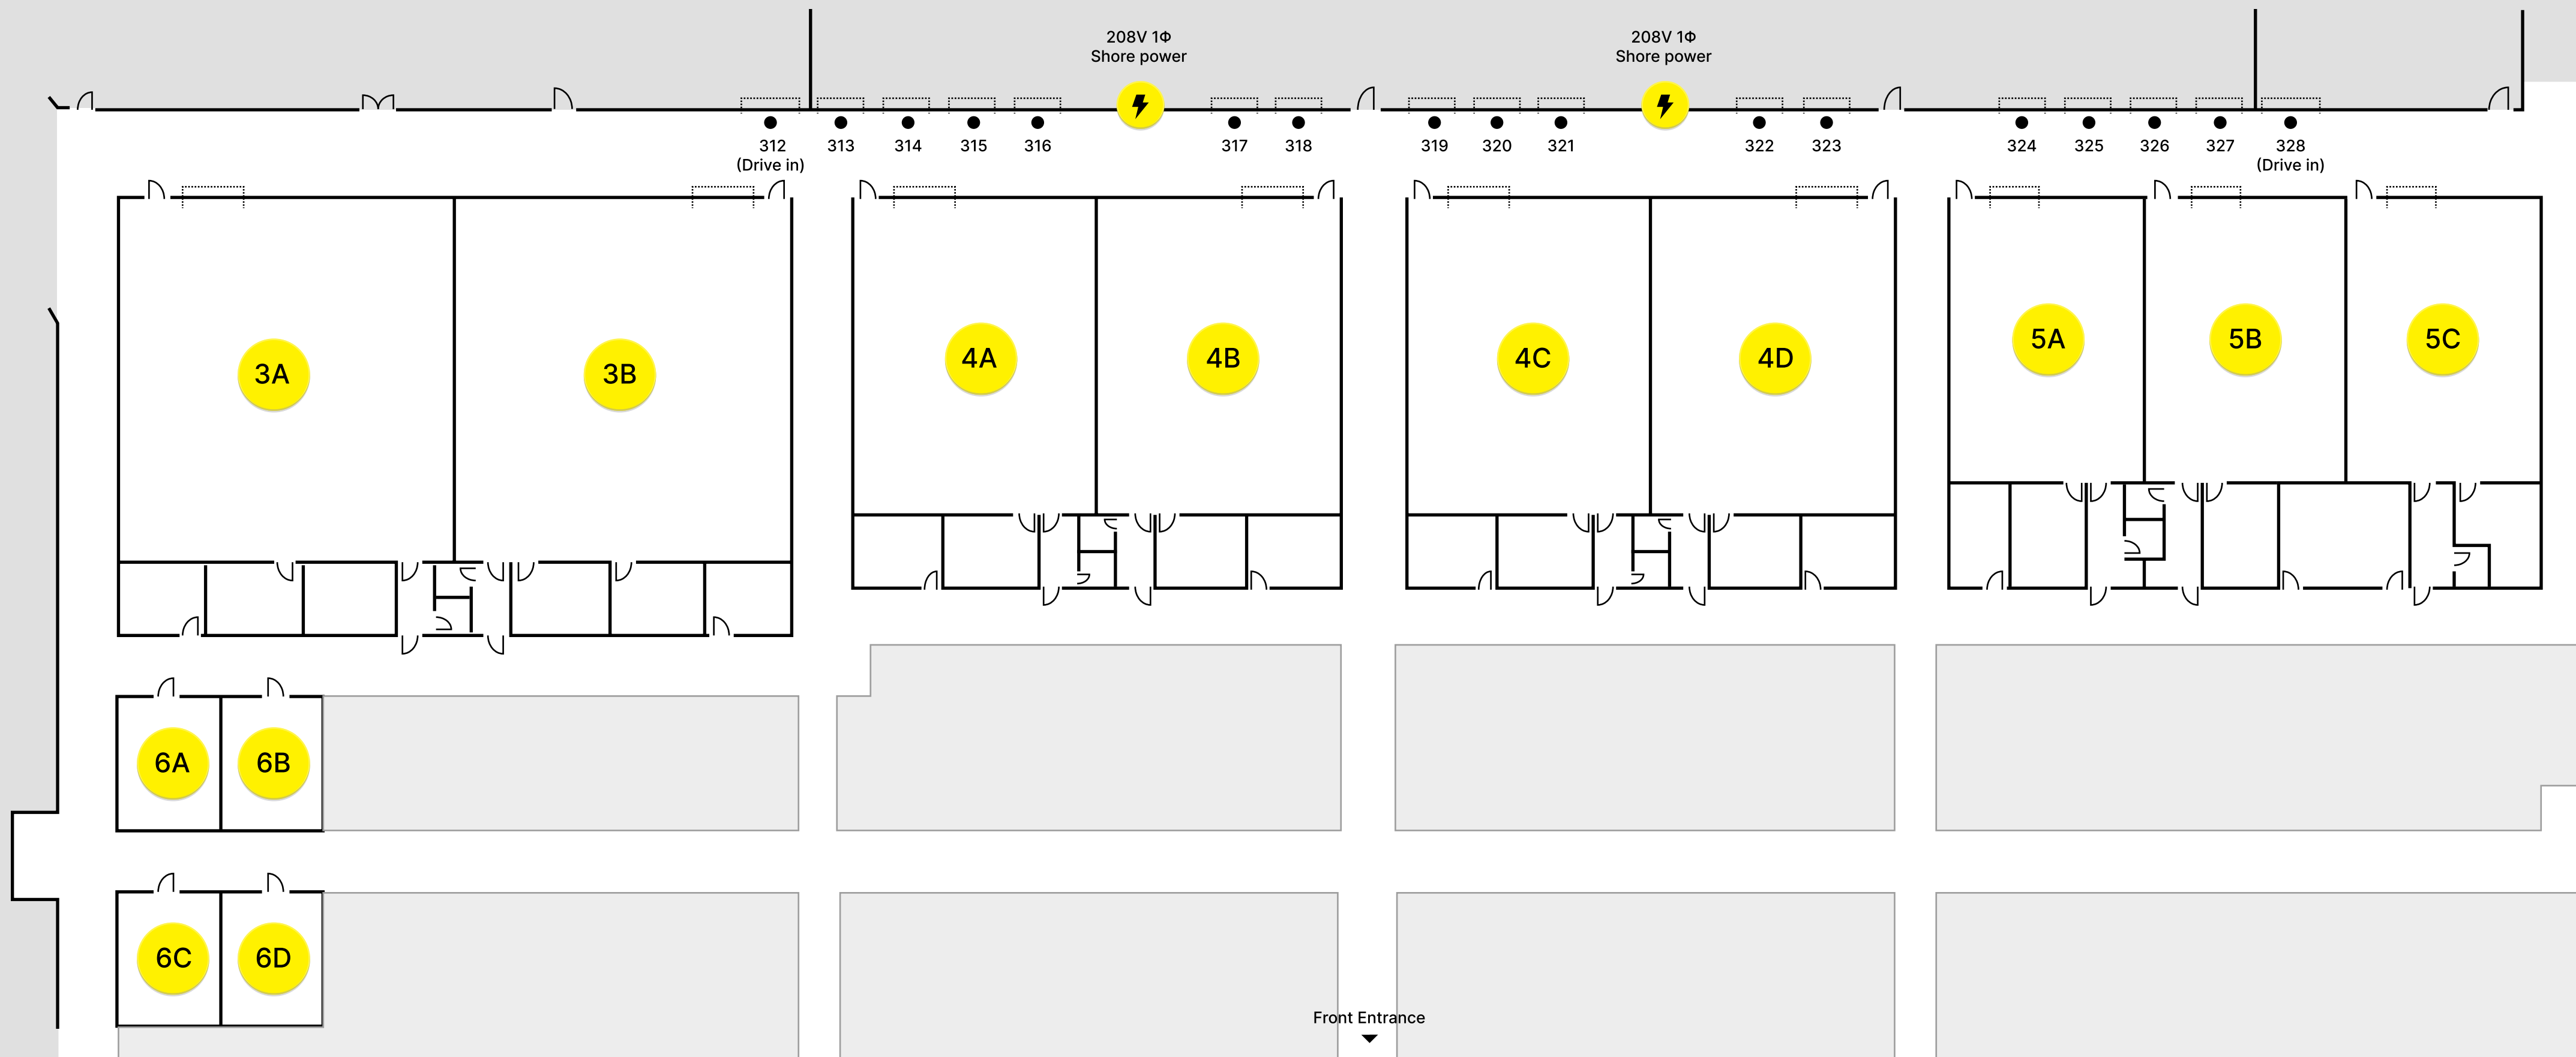 208V 1Φ
Shore power
208V 1Φ
Shore power
312
(Drive in)
313
314
315
316
317
318
319
320
321
322
323
324
325
326
327
328
(Drive in)
3A
3B
4A
4B
4C
4D
5A
5B
5C
6A
6B
6C
6D
Front Entrance